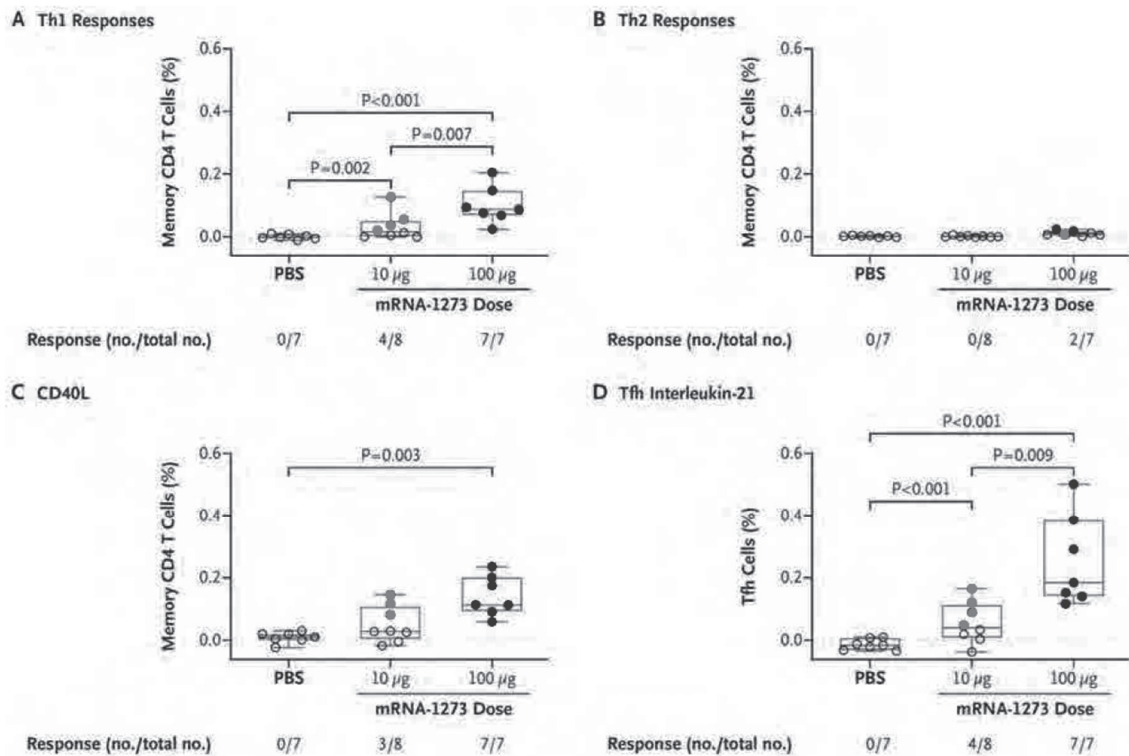 A Th1 Responses
Memory CD4 T Cells (%)
0.6
0.4
0.2
0.0
P<0.001
P=0.007
P=0.002
PBS 10 µg 100 µg
mRNA-1273 Dose
Response (no./total no.) 0/7 4/8 7/7
B Th2 Responses
Memory CD4 T Cells (%)
0.6
0.4
0.2
0.0
PBS 10 µg 100 µg
mRNA-1273 Dose
Response (no./total no.) 0/7 0/8 2/7
C CD40L
Memory CD4 T Cells (%)
0.6
0.4
0.2
0.0
P=0.003
PBS 10 µg 100 µg
mRNA-1273 Dose
Response (no./total no.) 0/7 3/8 7/7
D Tfh Interleukin-21
Tfh Cells (%)
0.6
0.4
0.2
0.0
P<0.001
P=0.009
P<0.001
PBS 10 µg 100 µg
mRNA-1273 Dose
Response (no./total no.) 0/7 4/8 7/7